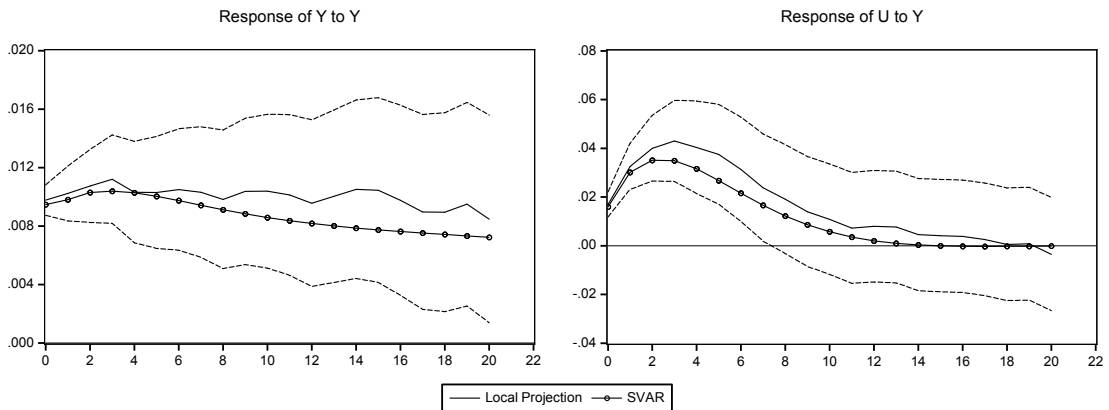 Response of Y to Y
.020
.016
.012
.008
.004
.000
0 2 4 6 8 10 12 14 16 18 20 22
Response of U to Y
.08
.06
.04
.02
.00
-.02
-.04
0 2 4 6 8 10 12 14 16 18 20 22
Local Projection SVAR